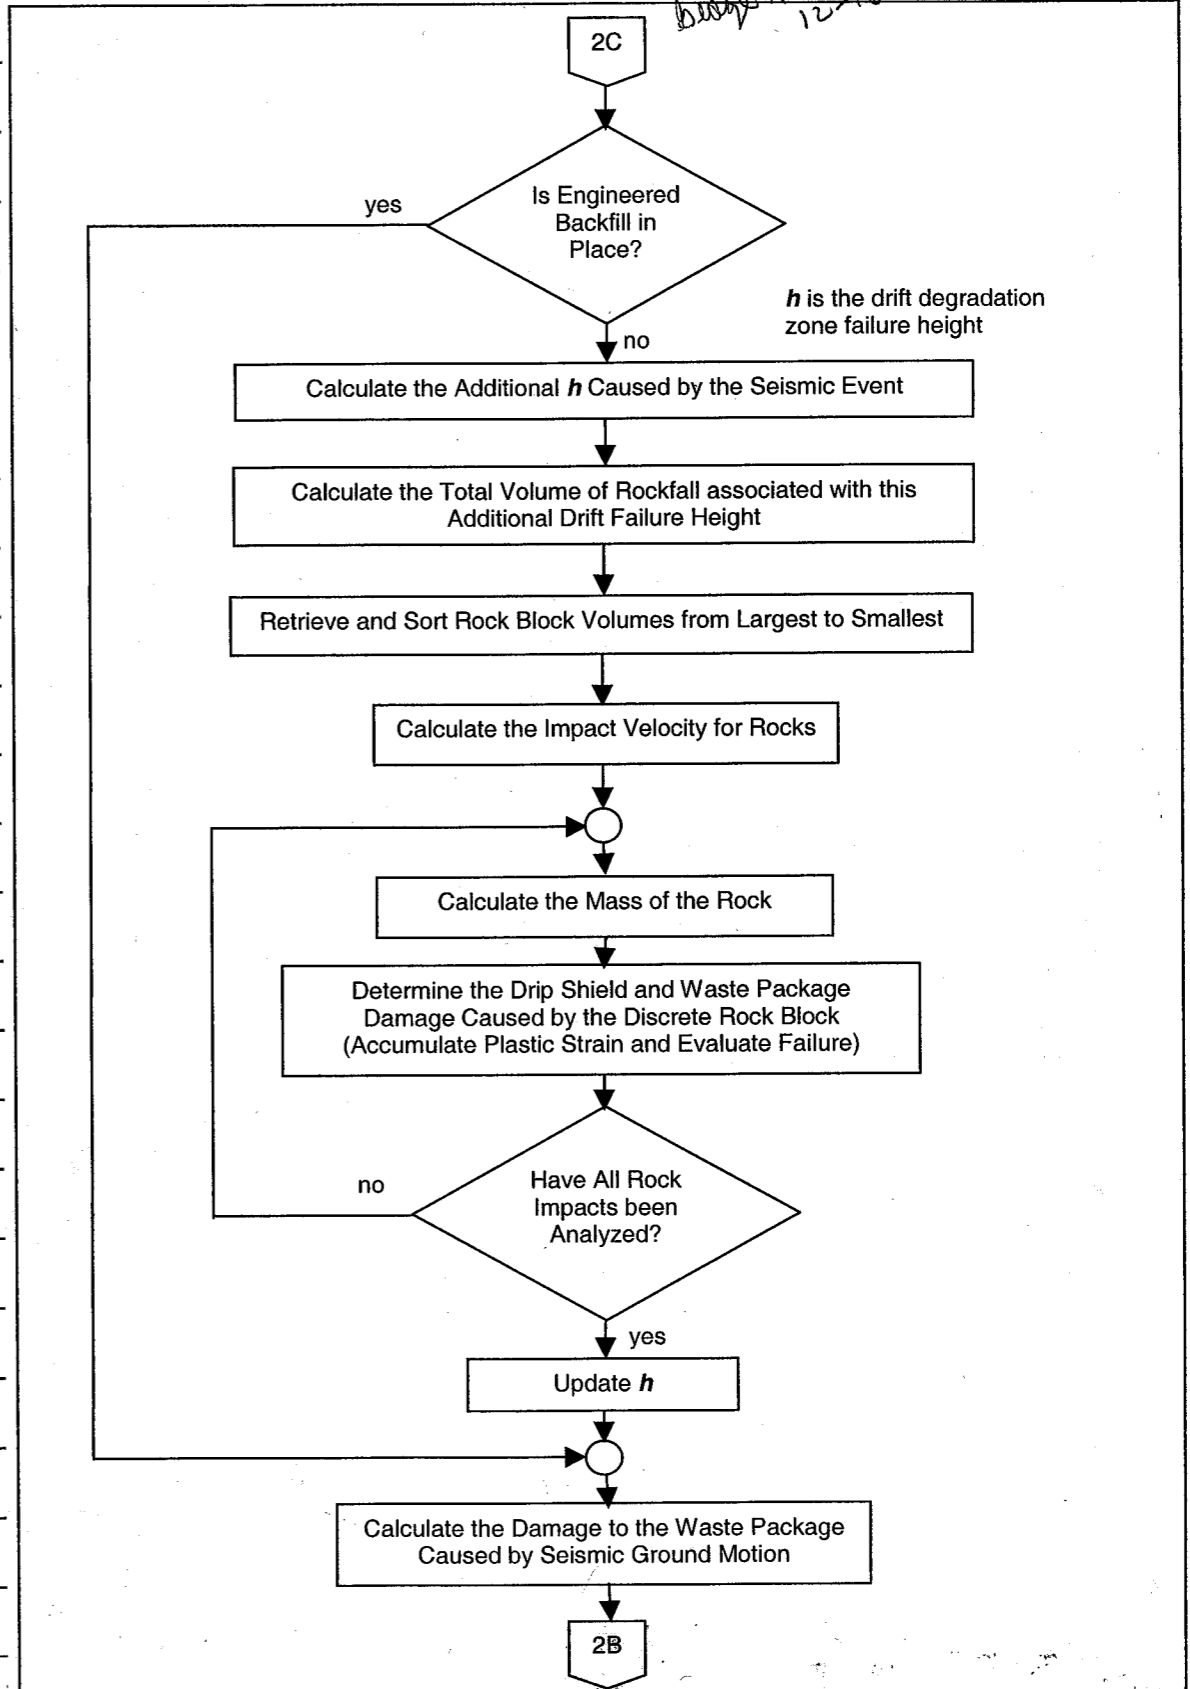 2C
Is Engineered
Backfill in
Place?
yes
h is the drift degradation
zone failure height
no
Calculate the Additional h Caused by the Seismic Event
Calculate the Total Volume of Rockfall associated with this
Additional Drift Failure Height
Retrieve and Sort Rock Block Volumes from Largest to Smallest
Calculate the Impact Velocity for Rocks
Calculate the Mass of the Rock
Determine the Drip Shield and Waste Package
Damage Caused by the Discrete Rock Block
(Accumulate Plastic Strain and Evaluate Failure)
Have All Rock
Impacts been
Analyzed?
no
yes
Update h
Calculate the Damage to the Waste Package
Caused by Seismic Ground Motion
2B